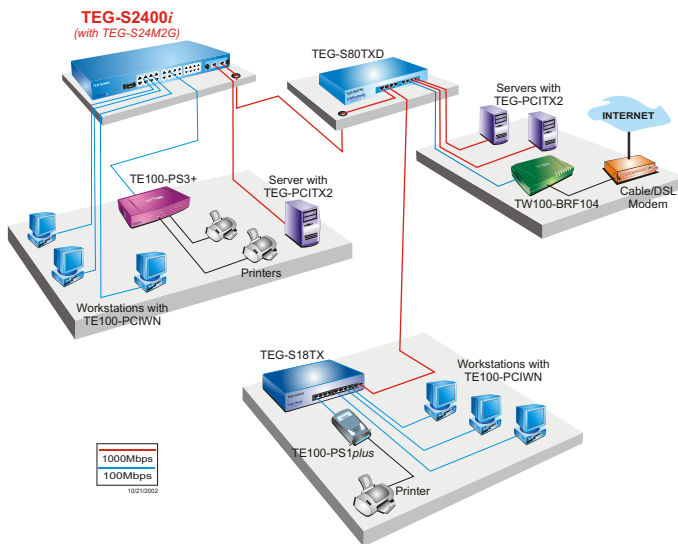 TEG-S2400i
(with TEG-S24M2G)
TEG-S80TXD
Servers with
TEG-PCITX2
INTERNET
TE100-PS3+
Server with
TEG-PCITX2
TW100-BRF104
Cable/DSL
Modem
Printers
Workstations with
TE100-PCIWN
TEG-S18TX
Workstations with
TE100-PCIWN
TE100-PS1plus
Printer
1000Mbps
100Mbps
10/21/2002